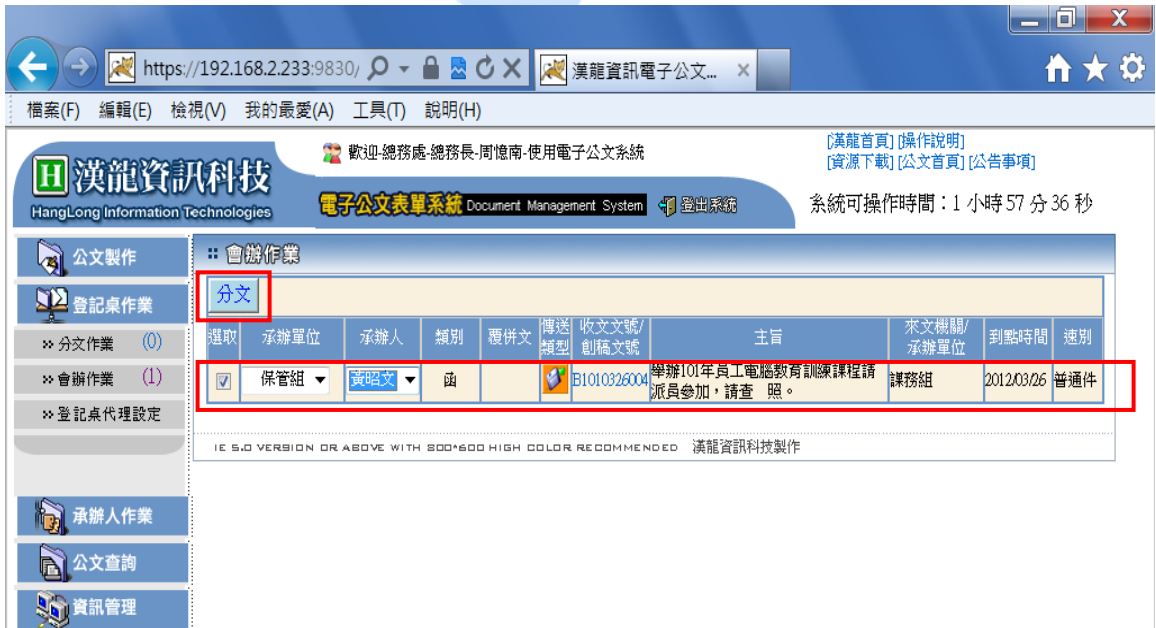 https://192.168.2.233:9830/
漢龍資訊電子公文...
檔案(F) 編輯(E) 檢視(V) 我的最愛(A) 工具(T) 說明(H)
漢龍資訊科技
HangLong Information Technologies
歡迎-總務處-總務長-周憶南-使用電子公文系統
[漢龍首頁] [操作說明]
[資源下載] [公文首頁] [公告事項]
電子公文表單系統 Document Management System 登出系統
系統可操作時間：1 小時 57 分 36 秒
公文製作
登記桌作業
分文作業 (0)
會辦作業 (1)
登記桌代理設定
承辦人作業
公文查詢
資訊管理
會辦作業
分文
選取 承辦單位 承辦人 類別 覆併文 傳送類型 收文文號/創稿文號 主旨 來文機關/承辦單位 到點時間 速別
保管組 黃昭文 函 B1010326004 舉辦101年員工電腦教育訓練課程請 課務組 2012/03/26 普通件
派員參加，請查 照。
IE 5.0 VERSION OR ABOVE WITH 800*600 HIGH COLOR RECOMMENDED 漢龍資訊科技製作